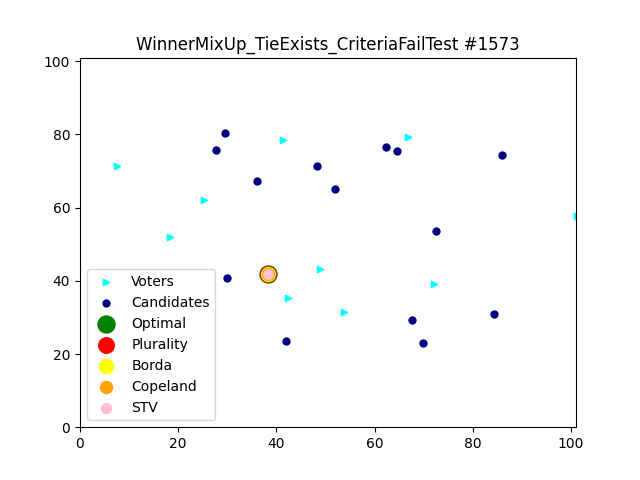 WinnerMixUp_TieExists_CriteriaFailTest #1573
100
80
60
40
20
0
Voters
Candidates
Optimal
Plurality
Borda
Copeland
STV
0 20 40 60 80 100